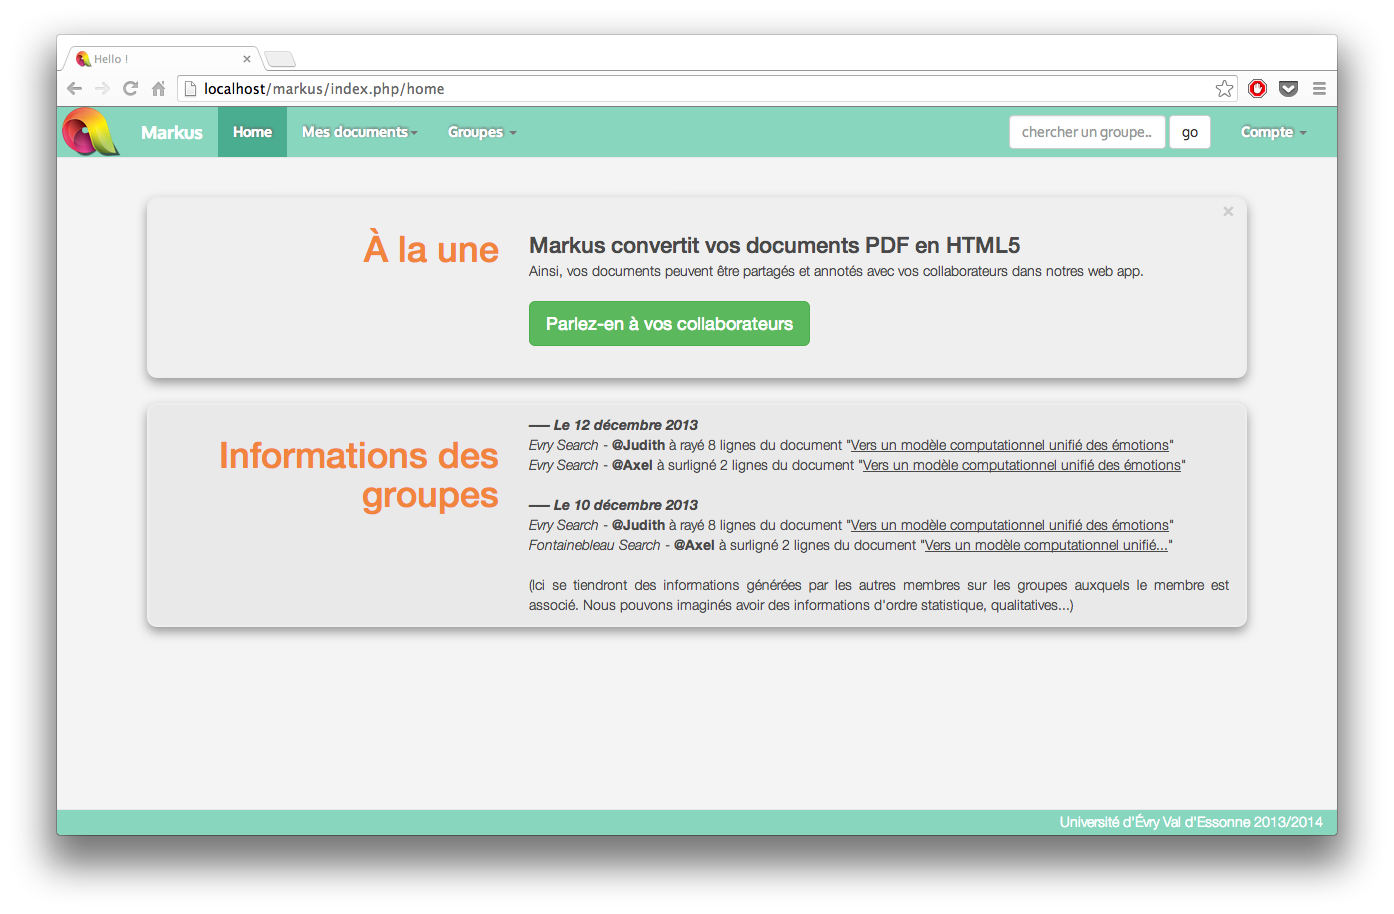 Hello !
localhost/markus/index.php/home
Markus Home Mes documents Groupes chercher un groupe.. go Compte
À la une
Markus convertit vos documents PDF en HTML5
Ainsi, vos documents peuvent être partagés et annotés avec vos collaborateurs dans notres web app.
Parlez-en à vos collaborateurs
Informations des
groupes
—– Le 12 décembre 2013
Evry Search - @Judith à rayé 8 lignes du document "Vers un modèle computationnel unifié des émotions"
Evry Search - @Axel à surligné 2 lignes du document "Vers un modèle computationnel unifié des émotions"
—– Le 10 décembre 2013
Evry Search - @Judith à rayé 8 lignes du document "Vers un modèle computationnel unifié des émotions"
Fontainebleau Search - @Axel à surligné 2 lignes du document "Vers un modèle computationnel unifié..."
(Ici se tiendront des informations générées par les autres membres sur les groupes auxquels le membre est
associé. Nous pouvons imaginés avoir des informations d'ordre statistique, qualitatives...)
Université d'Évry Val d'Essonne 2013/2014